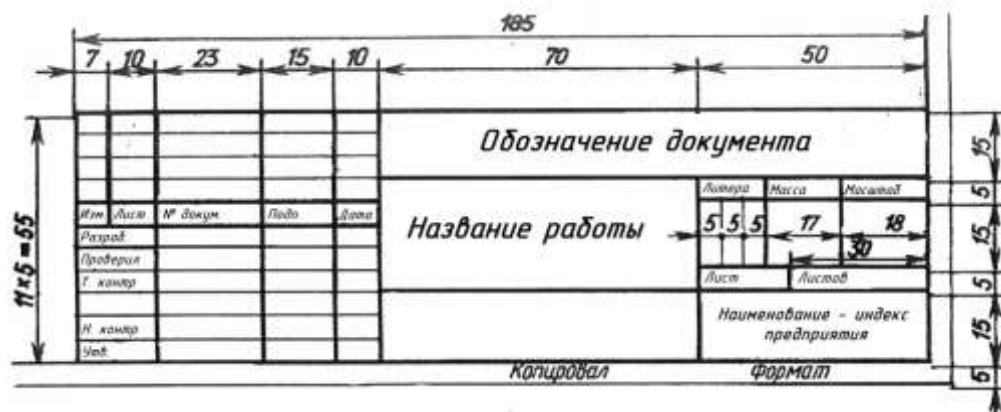 185
7 10 23 15 10 70 50
Обозначение документа
15
Литера Масса Масштаб
5
Изм Лист № докум. Подп Дата
Название работы
5 5 5 17 18
15
Разраб.
30
Проверил
Т. контр
Лист Листов
5
11×5=55
Наименование - индекс
предприятия
15
Н. контр
Утв.
Копировал Формат
5